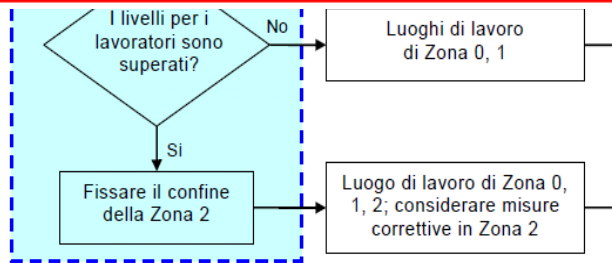 I livelli per i
lavoratori sono
superati?
No
Luoghi di lavoro
di Zona 0, 1
Si
Fissare il confine
della Zona 2
Luogo di lavoro di Zona 0,
1, 2; considerare misure
correttive in Zona 2